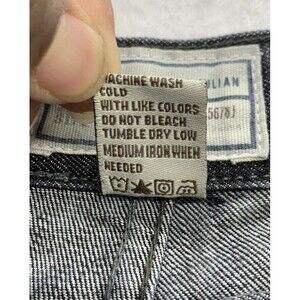 MACHINE WASH
COLD
WITH LIKE COLORS
DO NOT BLEACH
TUMBLE DRY LOW
MEDIUM IRON WHEN
NEEDED